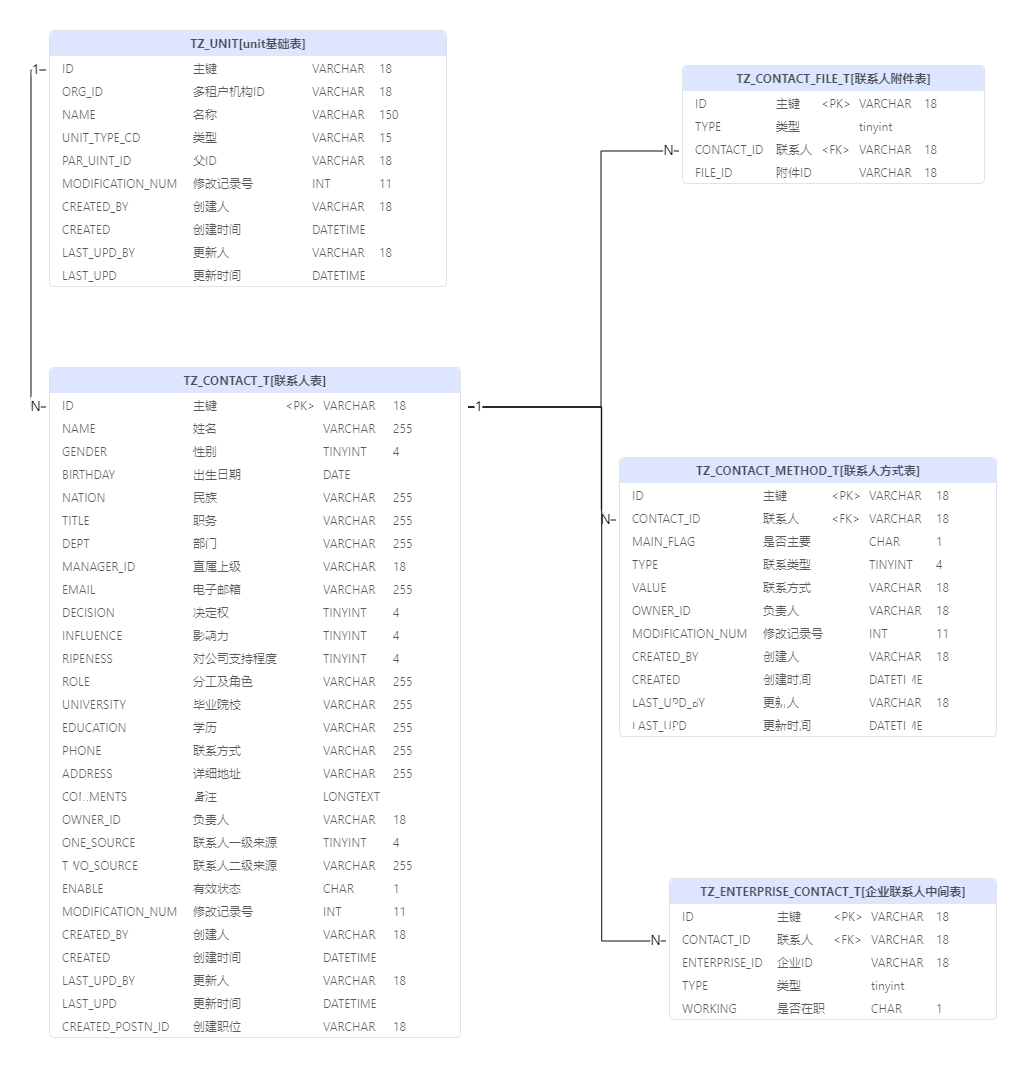 TZ_UNIT[unit基础表]
ID 主键 VARCHAR 18
ORG_ID 多租户机构ID VARCHAR 18
NAME 名称 VARCHAR 150
UNIT_TYPE_CD 类型 VARCHAR 15
PAR_UINT_ID 父ID VARCHAR 18
MODIFICATION_NUM 修改记录号 INT 11
CREATED_BY 创建人 VARCHAR 18
CREATED 创建时间 DATETIME
LAST_UPD_BY 更新人 VARCHAR 18
LAST_UPD 更新时间 DATETIME
1
N
TZ_CONTACT_T[联系人表]
ID 主键 <PK> VARCHAR 18
NAME 姓名 VARCHAR 255
GENDER 性别 TINYINT 4
BIRTHDAY 出生日期 DATE
NATION 民族 VARCHAR 255
TITLE 职务 VARCHAR 255
DEPT 部门 VARCHAR 255
MANAGER_ID 直属上级 VARCHAR 18
EMAIL 电子邮箱 VARCHAR 255
DECISION 决定权 TINYINT 4
INFLUENCE 影响力 TINYINT 4
RIPENESS 对公司支持程度 TINYINT 4
ROLE 分工及角色 VARCHAR 255
UNIVERSITY 毕业院校 VARCHAR 255
EDUCATION 学历 VARCHAR 255
PHONE 联系方式 VARCHAR 255
ADDRESS 详细地址 VARCHAR 255
COMMENTS 备注 LONGTEXT
OWNER_ID 负责人 VARCHAR 18
ONE_SOURCE 联系人一级来源 TINYINT 4
TWO_SOURCE 联系人二级来源 VARCHAR 255
ENABLE 有效状态 CHAR 1
MODIFICATION_NUM 修改记录号 INT 11
CREATED_BY 创建人 VARCHAR 18
CREATED 创建时间 DATETIME
LAST_UPD_BY 更新人 VARCHAR 18
LAST_UPD 更新时间 DATETIME
CREATED_POSTN_ID 创建职位 VARCHAR 18
1
N
TZ_CONTACT_FILE_T[联系人附件表]
ID 主键 <PK> VARCHAR 18
TYPE 类型 tinyint
CONTACT_ID 联系人 <FK> VARCHAR 18
FILE_ID 附件ID VARCHAR 18
N
TZ_CONTACT_METHOD_T[联系人方式表]
ID 主键 <PK> VARCHAR 18
CONTACT_ID 联系人 <FK> VARCHAR 18
MAIN_FLAG 是否主要 CHAR 1
TYPE 联系类型 TINYINT 4
VALUE 联系方式 VARCHAR 18
OWNER_ID 负责人 VARCHAR 18
MODIFICATION_NUM 修改记录号 INT 11
CREATED_BY 创建人 VARCHAR 18
CREATED 创建时间 DATETIME
LAST_UPD_BY 更新人 VARCHAR 18
LAST_UPD 更新时间 DATETIME
N
TZ_ENTERPRISE_CONTACT_T[企业联系人中间表]
ID 主键 <PK> VARCHAR 18
CONTACT_ID 联系人 <FK> VARCHAR 18
ENTERPRISE_ID 企业ID VARCHAR 18
TYPE 类型 tinyint
WORKING 是否在职 CHAR 1